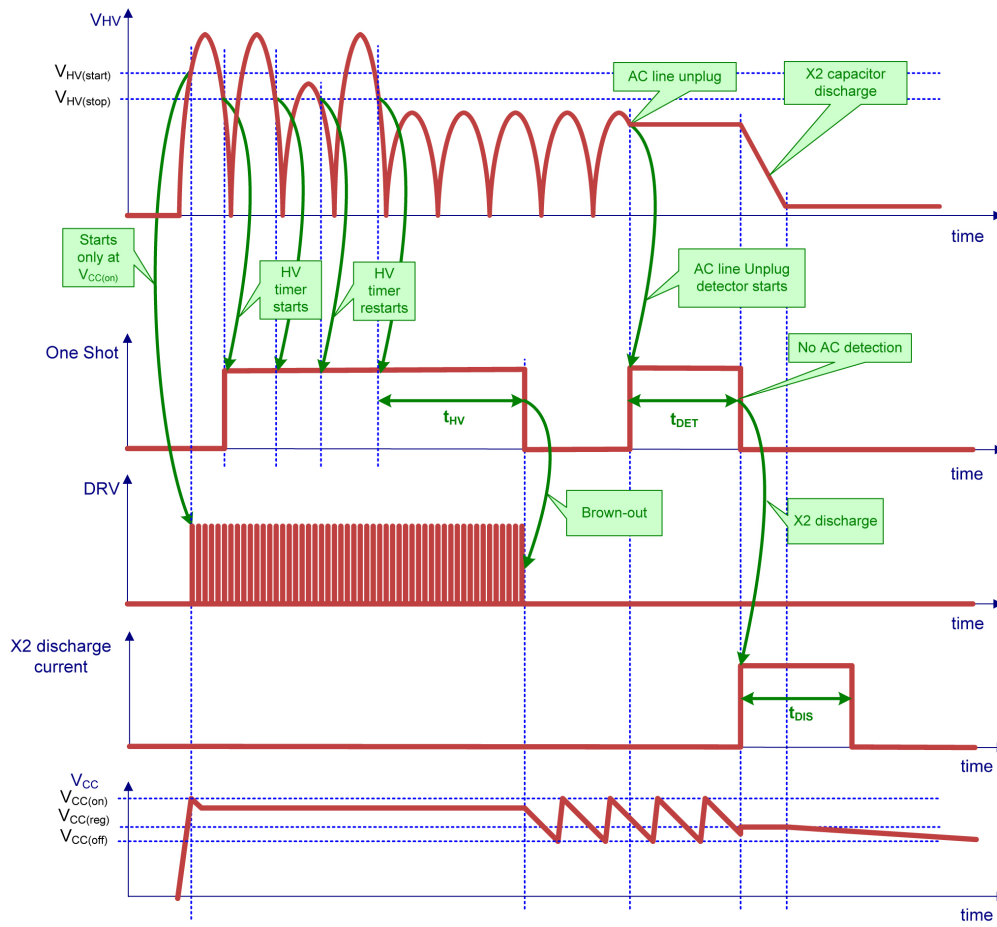 VHV
VHV(start)
VHV(stop)
AC line unplug
X2 capacitor
discharge
time
Starts
only at
VCC(on)
HV
timer
starts
HV
timer
restarts
AC line Unplug
detector starts
One Shot
No AC detection
tHV
tDET
time
DRV
Brown-out
X2 discharge
time
X2 discharge
current
tDIS
time
VCC
VCC(on)
VCC(reg)
VCC(off)
time